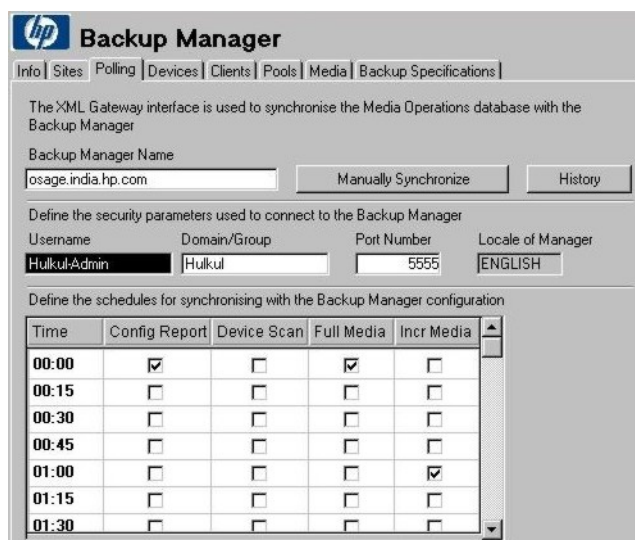 hp Backup Manager
Info Sites Polling Devices Clients Pools Media Backup Specifications
The XML Gateway interface is used to synchronise the Media Operations database with the
Backup Manager
Backup Manager Name
osage.india.hp.com Manually Synchronize History
Define the security parameters used to connect to the Backup Manager
Username Domain/Group Port Number Locale of Manager
Hulkul-Admin Hulkul 5555 ENGLISH
Define the schedules for synchronising with the Backup Manager configuration
Time Config Report Device Scan Full Media Incr Media
00:00
00:15
00:30
00:45
01:00
01:15
01:30